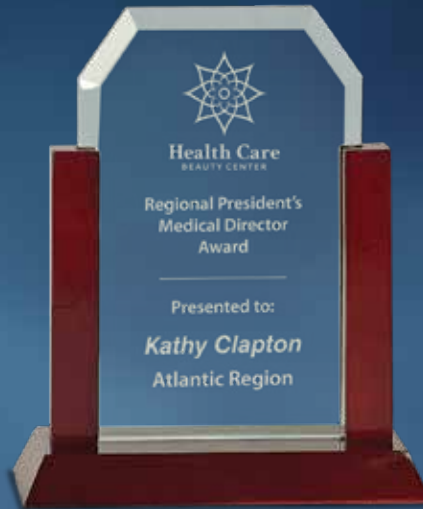 Health Care
BEAUTY CENTER
Regional President's
Medical Director
Award
Presented to:
Kathy Clapton
Atlantic Region